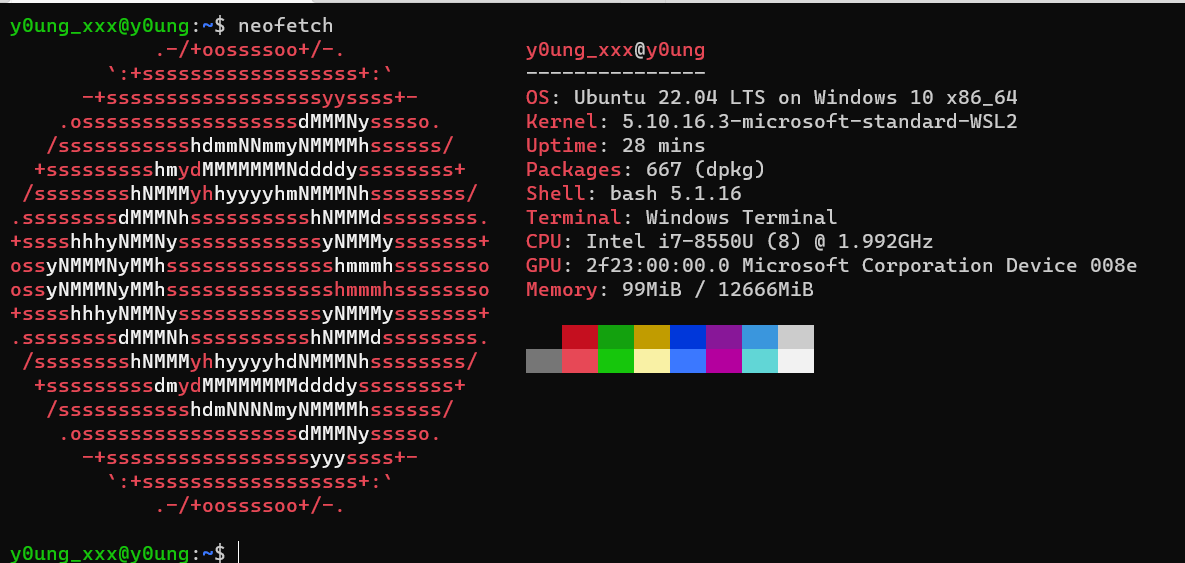 y0ung_xxx@y0ung:~$ neofetch
            .-/+oossssoo+/-.               y0ung_xxx@y0ung
        `:+ssssssssssssssssss+:`           ---------------
      -+ssssssssssssssssssyyssss+-         OS: Ubuntu 22.04 LTS on Windows 10 x86_64
    .ossssssssssssssssssdMMMNysssso.       Kernel: 5.10.16.3-microsoft-standard-WSL2
   /ssssssssssshdmmNNmmyNMMMMhssssss/      Uptime: 28 mins
  +ssssssssshmydMMMMMMMNddddyssssssss+     Packages: 667 (dpkg)
 /sssssssshNMMMyhhyyyyhmNMMMNhssssssss/    Shell: bash 5.1.16
.ssssssssdMMMNhsssssssssshNMMMdssssssss.   Terminal: Windows Terminal
+sssshhhyNMMNyssssssssssssyNMMMysssssss+   CPU: Intel i7-8550U (8) @ 1.992GHz
ossyNMMMNyMMhsssssssssssssshmmmhssssssso   GPU: 2f23:00:00.0 Microsoft Corporation Device 008e
ossyNMMMNyMMhsssssssssssssshmmmhssssssso   Memory: 99MiB / 12666MiB
+sssshhhyNMMNyssssssssssssyNMMMysssssss+
.ssssssssdMMMNhsssssssssshNMMMdssssssss.
 /sssssssshNMMMyhhyyyyhdNMMMNhssssssss/
  +sssssssssdmydMMMMMMMMddddyssssssss+
   /ssssssssssshdmNNNNmyNMMMMhssssss/
    .ossssssssssssssssssdMMMNysssso.
      -+sssssssssssssssssyyyssss+-
        `:+ssssssssssssssssss+:`
            .-/+oossssoo+/-.
y0ung_xxx@y0ung:~$